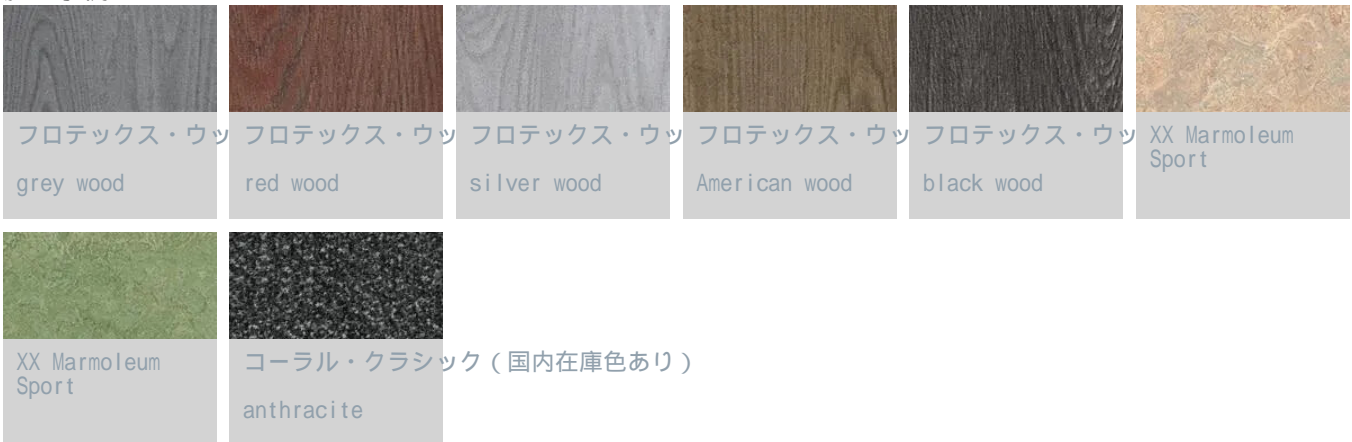 フロテックス・ウッ
grey wood
フロテックス・ウッ
red wood
フロテックス・ウッ
silver wood
フロテックス・ウッ
American wood
フロテックス・ウッ
black wood
XX Marmoleum
Sport
XX Marmoleum
Sport
コーラル・クラシック(国内在庫色あり)
anthracite